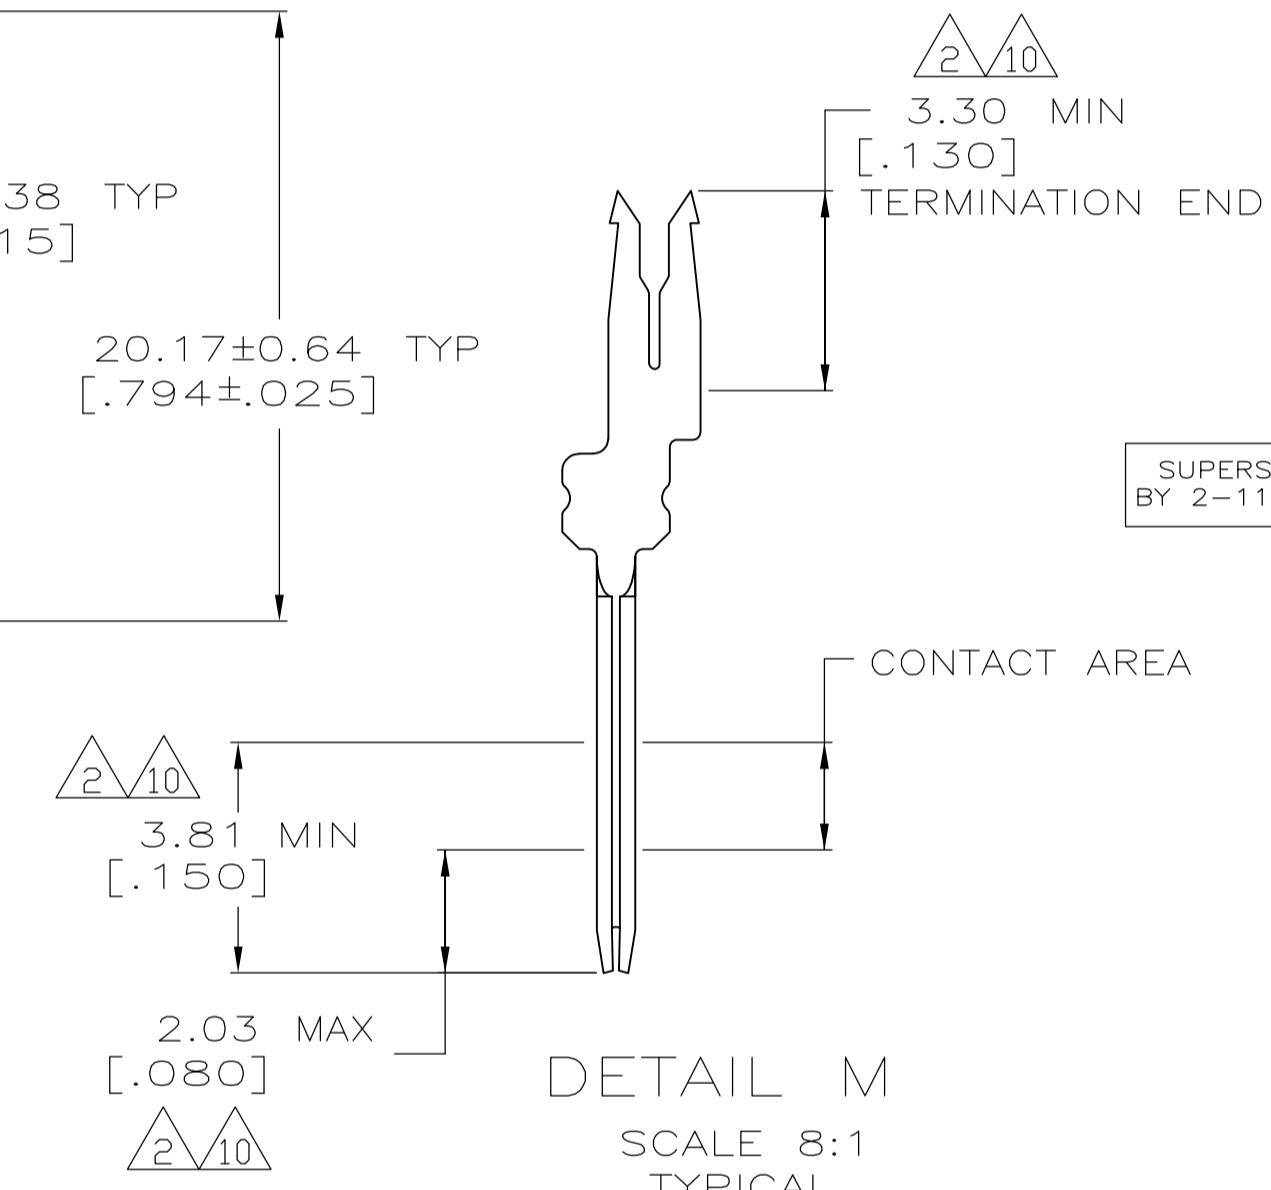 2 10
3.30 MIN
[.130]
TERMINATION END
38 TYP
15]
20.17±0.64 TYP
[.794±.025]
SUPERS
BY 2-11
CONTACT AREA
2 10
3.81 MIN
[.150]
2.03 MAX
[.080]
2 10
DETAIL M
SCALE 8:1
TYPICAL